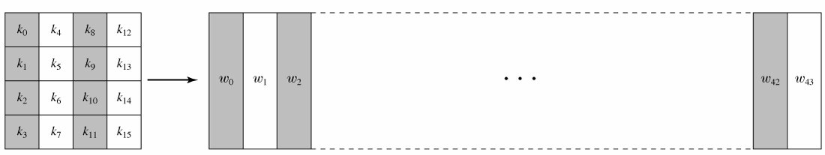 k0 k4 k8 k12
k1 k5 k9 k13
w0 w1 w2 ... w42 w43
k2 k6 k10 k14
k3 k7 k11 k15